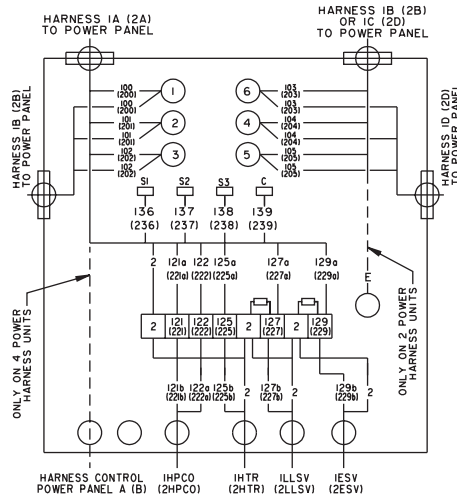 HARNESS 1A (2A)
TO POWER PANEL
HARNESS 1B (2B)
OR 1C (2D)
TO POWER PANEL
HARNESS 1B (2B)
TO POWER PANEL
HARNESS 1D (2D)
TO POWER PANEL
100
(200)
100
(200)
101
(201)
101
(201)
102
(202)
102
(202)
1
2
3
6
4
5
103
(203)
103
(203)
104
(204)
104
(204)
105
(205)
105
(205)
S1
S2
S3
C
136
(236)
137
(237)
138
(238)
139
(239)
2
121a
(221a)
122
(222)
125a
(225a)
127a
(227a)
129a
(229a)
E
ONLY ON 4 POWER
HARNESS UNITS
ONLY ON 2 POWER
HARNESS UNITS
2
121
(221)
122
(222)
125
(225)
2
2
127
(227)
2
129
(229)
121b
(221b)
122a
(222a)
125b
(225b)
2
127b
(227b)
2
129b
(229b)
2
HARNESS CONTROL
POWER PANEL A (B)
1HPCO
(2HPCO)
1HTR
(2HTR)
1LLSV
(2LLSV)
1ESV
(2ESV)